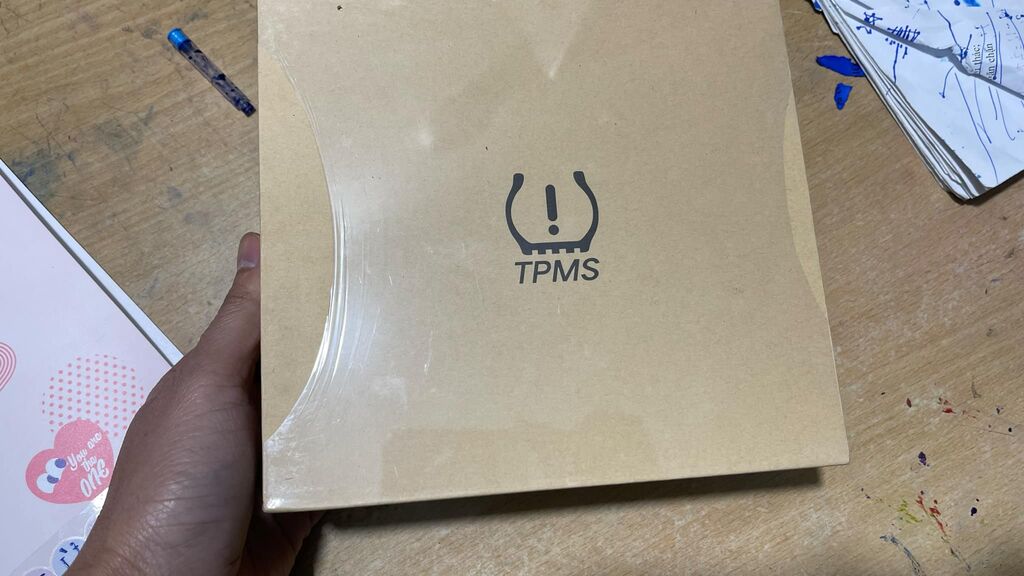 TPMS
You are
the
ONE